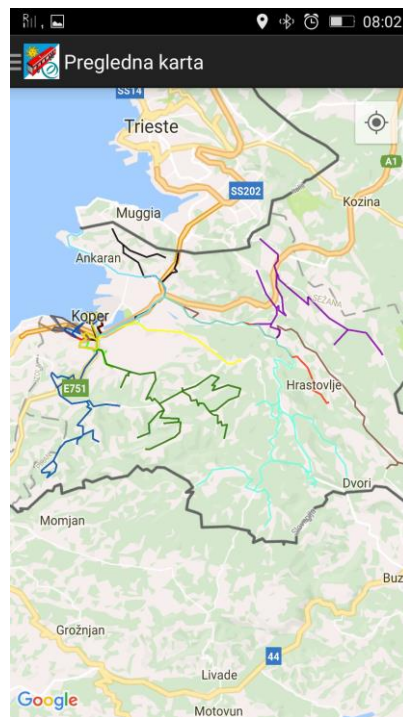 08:02
Pregledna karta
SS14
Trieste
A1
SS202
Kozina
Muggia
Ankaran
SEŽANA
Koper
Hrastovlje
E751
Dvori
Momjan
Buz
Grožnjan
44
Livade
Google
Motovun